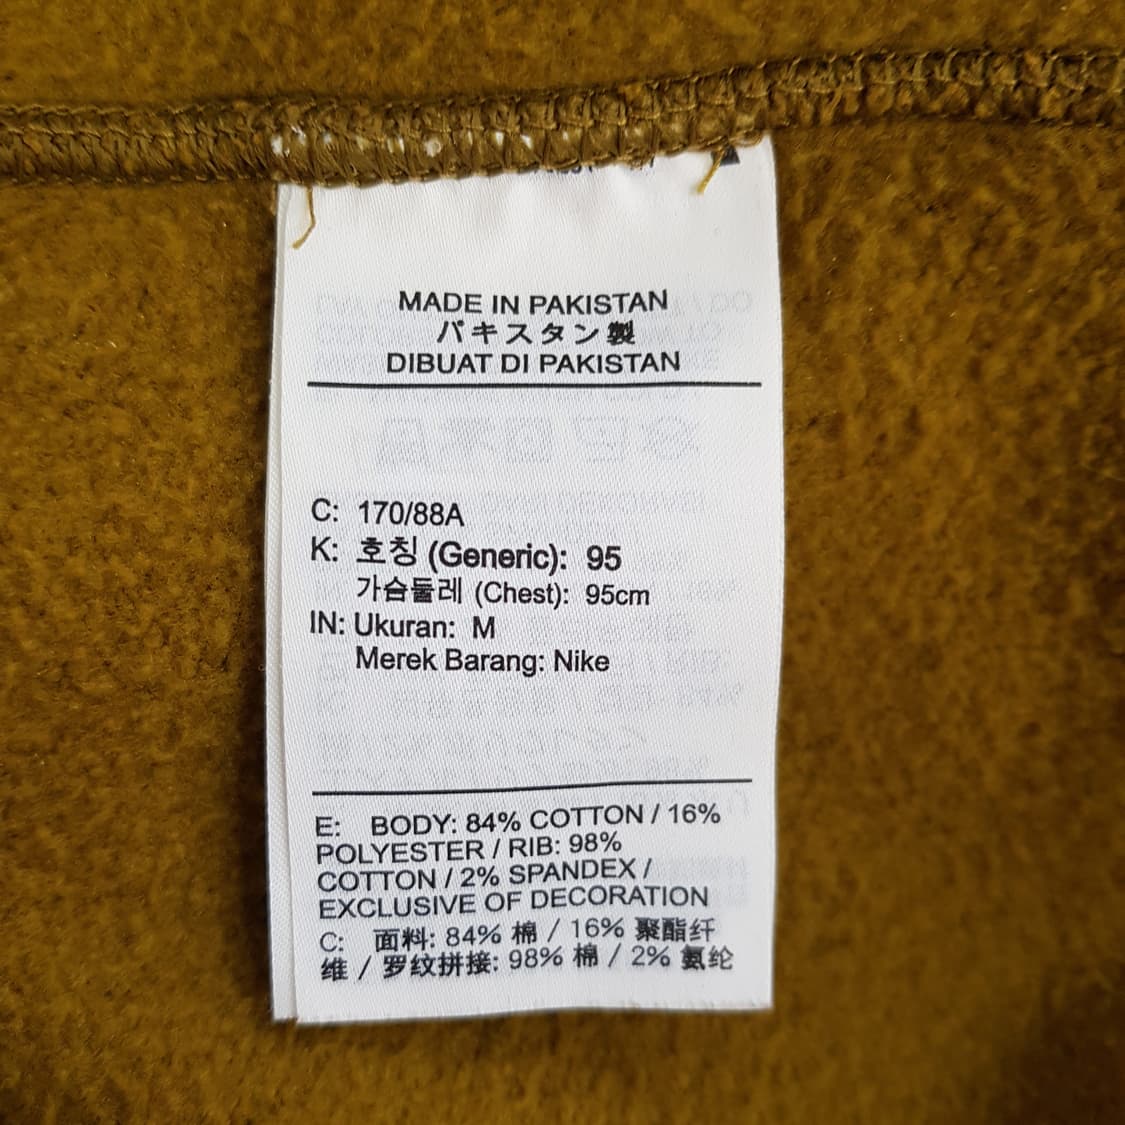 MADE IN PAKISTAN
パキスタン製
DIBUAT DI PAKISTAN
C: 170/88A
K: 호칭 (Generic): 95
가슴둘레 (Chest): 95cm
IN: Ukuran: M
Merek Barang: Nike
E: BODY: 84% COTTON / 16%
POLYESTER / RIB: 98%
COTTON / 2% SPANDEX /
EXCLUSIVE OF DECORATION
C: 面料: 84% 棉 / 16% 聚酯纤
维 / 罗纹拼接: 98% 棉 / 2% 氨纶